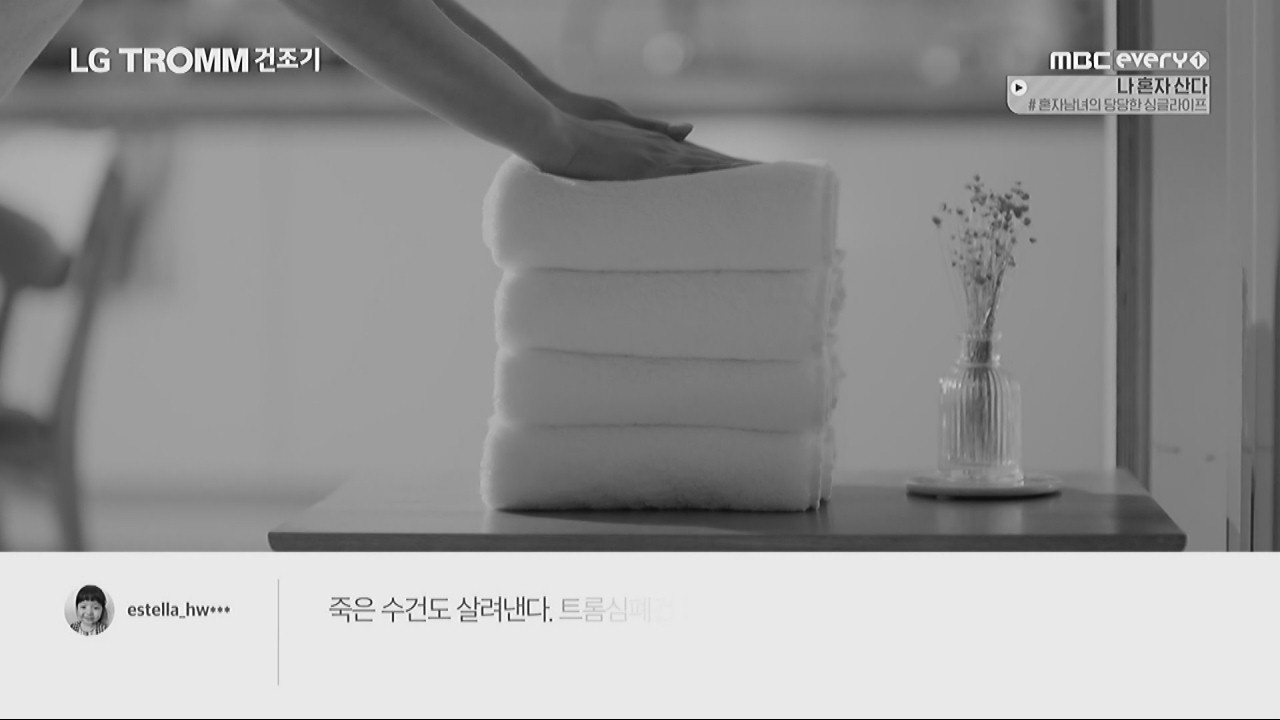 LG TROMM 건조기
MBC every1
나 혼자 산다
# 혼자남녀의 당당한 싱글라이프
estella_hw***
죽은 수건도 살려낸다. 트롬심폐건